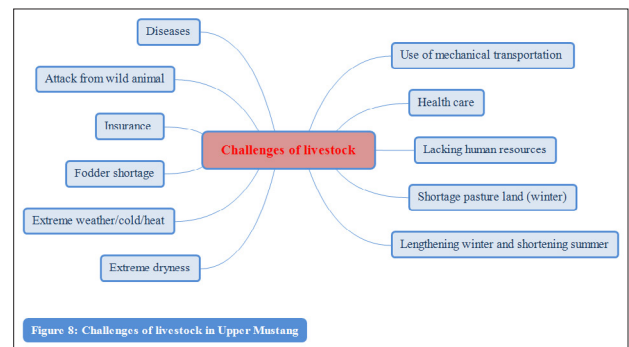 Diseases
Attack from wild animal
Insurance
Fodder shortage
Extreme weather/cold/heat
Extreme dryness
Challenges of livestock
Use of mechanical transportation
Health care
Lacking human resources
Shortage pasture land (winter)
Lengthening winter and shortening summer
Figure 8: Challenges of livestock in Upper Mustang